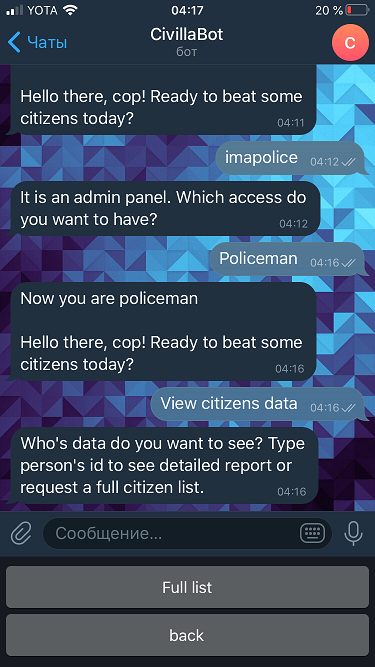 YOTA 04:17 20 %
Чаты CivillaBot C
бот
Hello there, cop! Ready to beat some
citizens today?
04:11
imapolice 04:12
It is an admin panel. Which access do
you want to have?
04:12
Policeman 04:16
Now you are policeman
Hello there, cop! Ready to beat some
citizens today?
04:16
View citizens data 04:16
Who's data do you want to see? Type
person's id to see detailed report or
request a full citizen list.
04:16
Сообщение...
Full list
back